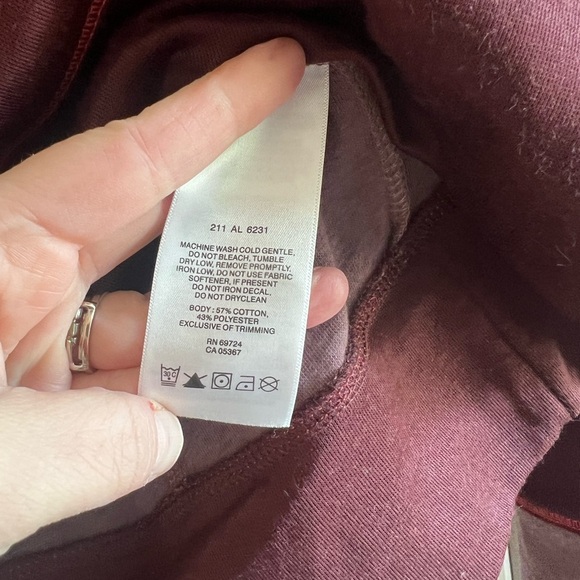 211 AL 6231
MACHINE WASH COLD GENTLE,
DO NOT BLEACH, TUMBLE
DRY LOW, REMOVE PROMPTLY.
IRON LOW, DO NOT USE FABRIC
SOFTENER, IF PRESENT
DO NOT IRON DECAL.
DO NOT DRYCLEAN
BODY : 57% COTTON,
43% POLYESTER
EXCLUSIVE OF TRIMMING
RN 69724
CA 05367
30 C